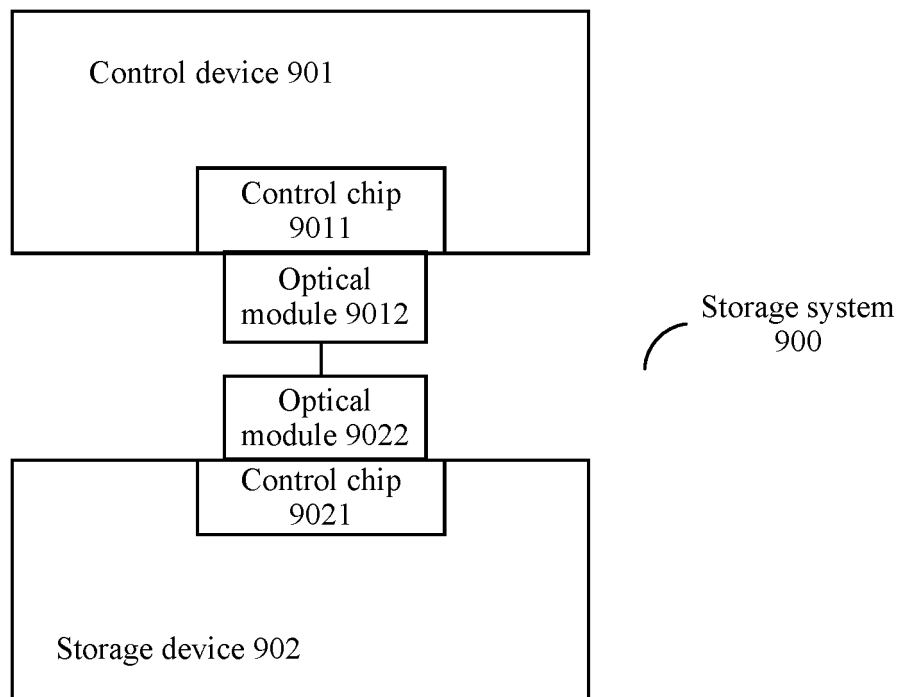 Control device 901
Control chip
9011
Optical
module 9012
Storage system
900
Optical
module 9022
Control chip
9021
Storage device 902